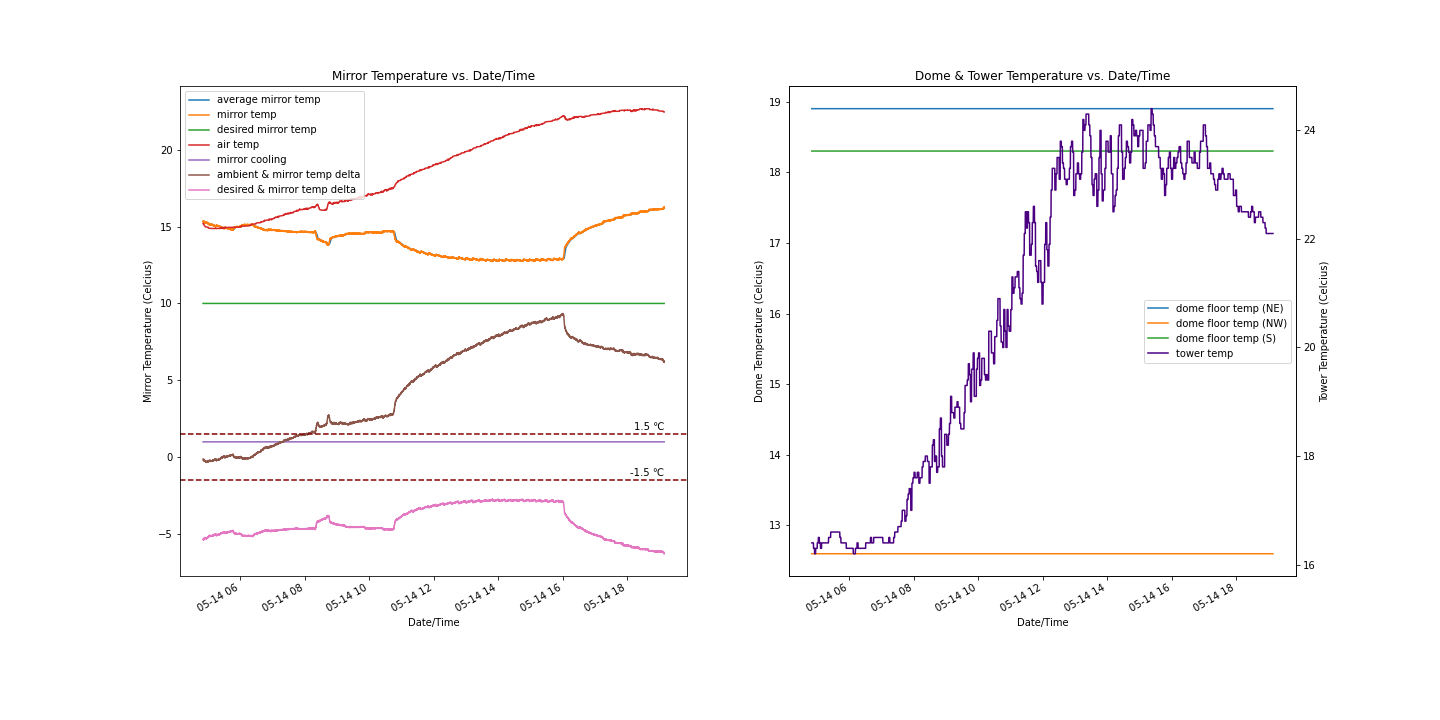 Mirror Temperature vs. Date/Time
average mirror temp
mirror temp
desired mirror temp
air temp
mirror cooling
ambient & mirror temp delta
desired & mirror temp delta
20
15
10
5
0
−5
Mirror Temperature (Celcius)
1.5 °C
-1.5 °C
05-14 06
05-14 08
05-14 10
05-14 12
05-14 14
05-14 16
05-14 18
Date/Time
Dome & Tower Temperature vs. Date/Time
19
18
17
16
15
14
13
Dome Temperature (Celcius)
dome floor temp (NE)
dome floor temp (NW)
dome floor temp (S)
tower temp
24
22
20
18
16
Tower Temperature (Celcius)
05-14 06
05-14 08
05-14 10
05-14 12
05-14 14
05-14 16
05-14 18
Date/Time